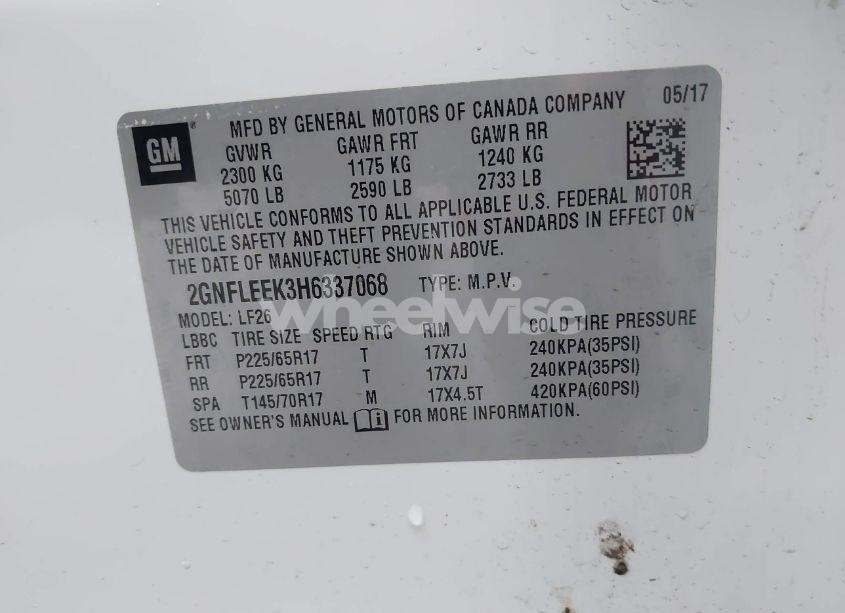 MFD BY GENERAL MOTORS OF CANADA COMPANY 05/17
GM
GVWR GAWR FRT GAWR RR
2300 KG 1175 KG 1240 KG
5070 LB 2590 LB 2733 LB
THIS VEHICLE CONFORMS TO ALL APPLICABLE U.S. FEDERAL MOTOR
VEHICLE SAFETY AND THEFT PREVENTION STANDARDS IN EFFECT ON
THE DATE OF MANUFACTURE SHOWN ABOVE.
2GNFLEEK3H6337068 TYPE: M.P.V.
wheelwise
MODEL: LF26
LBBC TIRE SIZE SPEED RTG RIM COLD TIRE PRESSURE
FRT P225/65R17 T 17X7J 240KPA(35PSI)
RR P225/65R17 T 17X7J 240KPA(35PSI)
SPA T145/70R17 M 17X4.5T 420KPA(60PSI)
SEE OWNER'S MANUAL i FOR MORE INFORMATION.